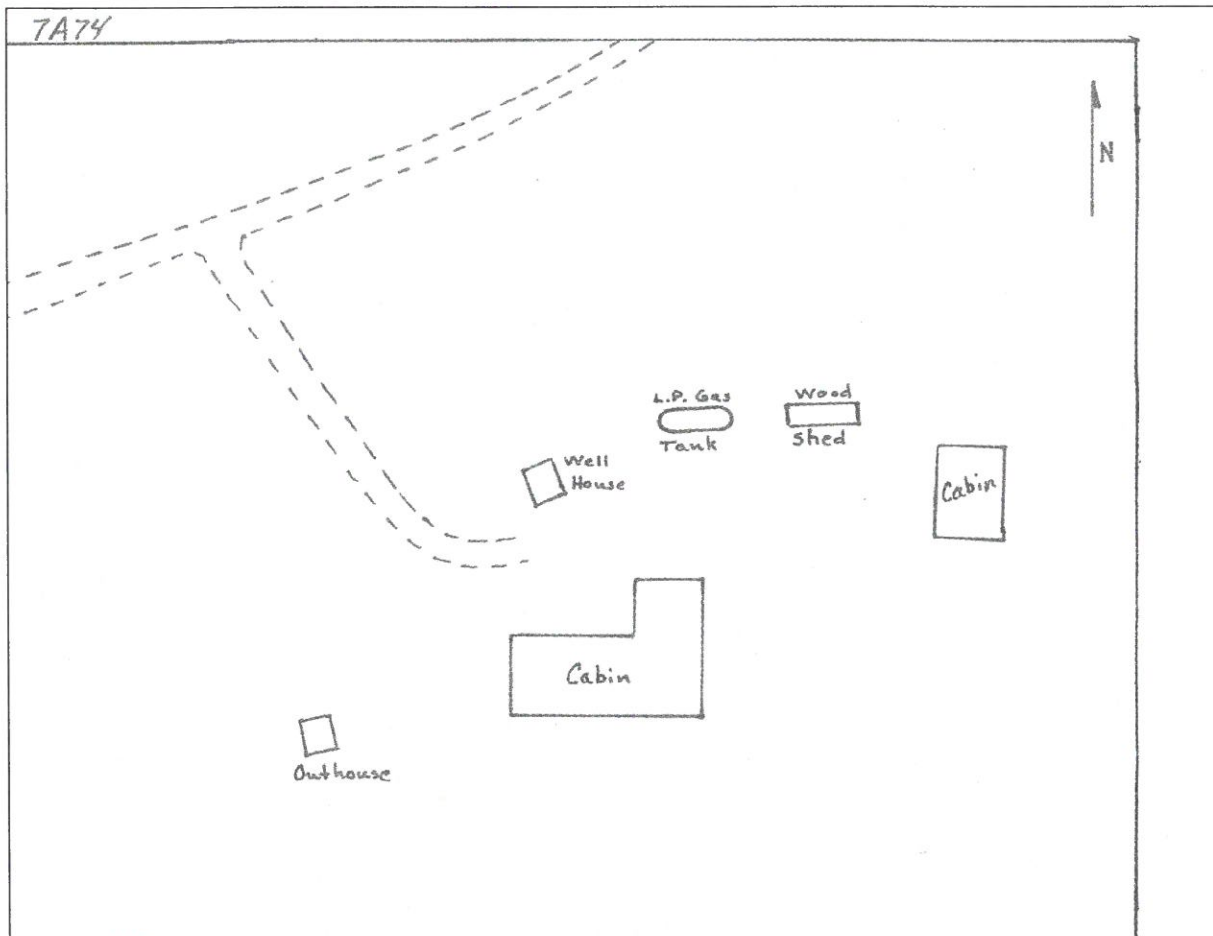 7A74
N
L.P. Gas
Tank
Wood
Shed
Well
House
Cabin
Cabin
Outhouse